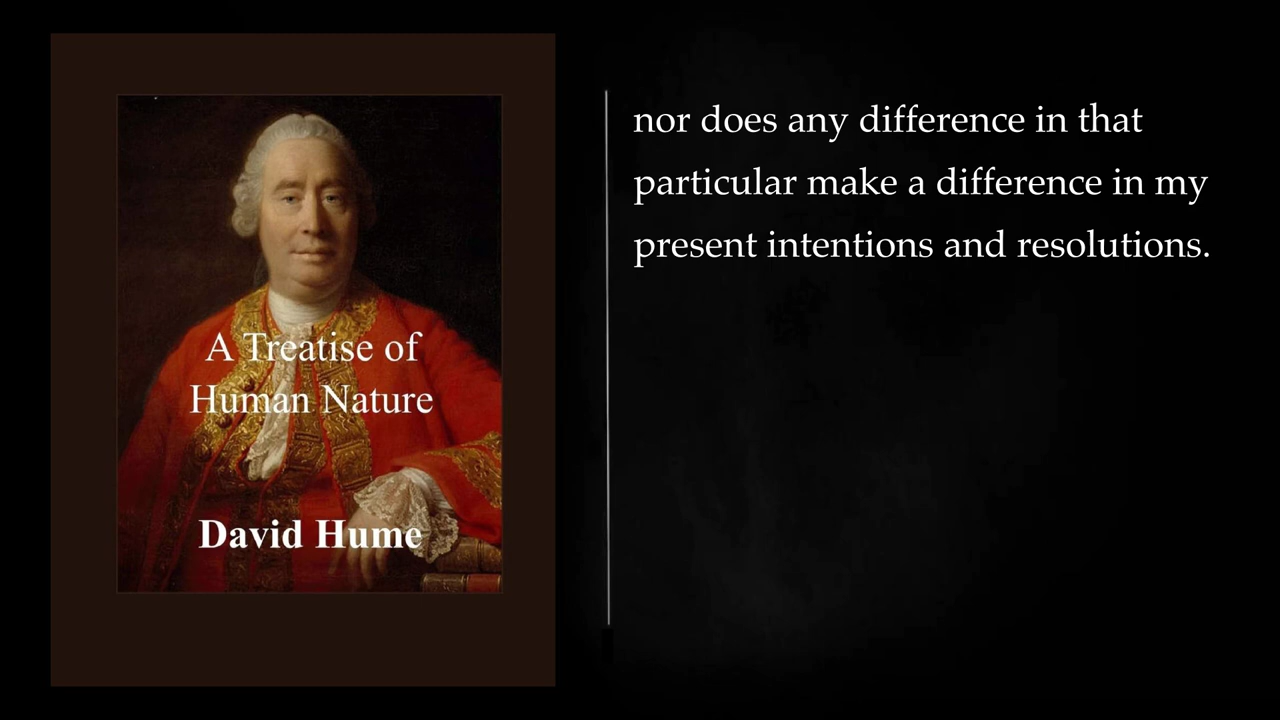 A Treatise of
Human Nature
David Hume
nor does any difference in that
particular make a difference in my
present intentions and resolutions.